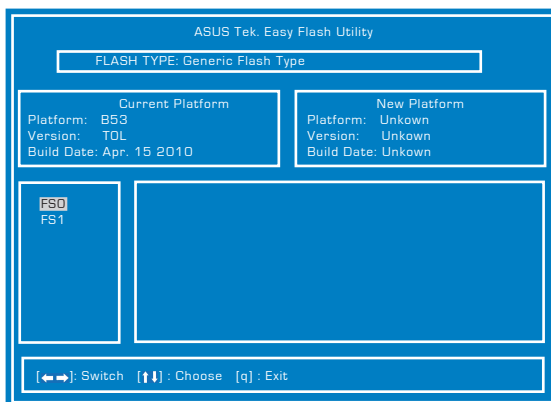 ASUS Tek. Easy Flash Utility
FLASH TYPE: Generic Flash Type
Current Platform
Platform: B53
Version: TOL
Build Date: Apr. 15 2010
New Platform
Platform: Unkown
Version: Unkown
Build Date: Unkown
FS0
FS1
[←→]: Switch [↑↓] : Choose [q] : Exit